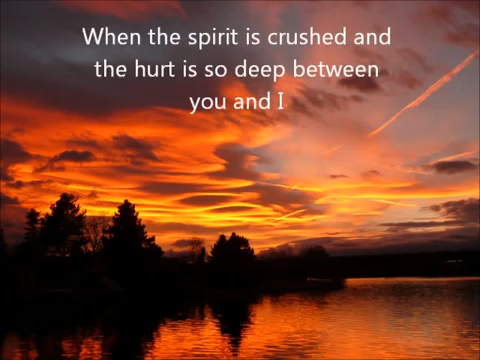 When the spirit is crushed and
the hurt is so deep between
you and I